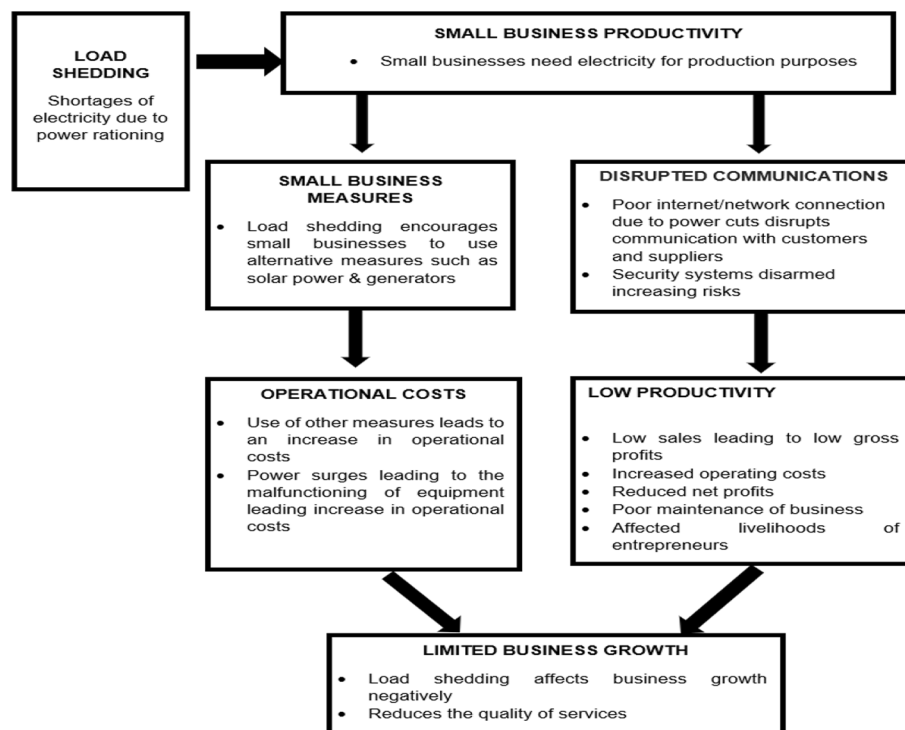 LOAD
SHEDDING
Shortages of
electricity due to
power rationing
SMALL BUSINESS PRODUCTIVITY
• Small businesses need electricity for production purposes
SMALL BUSINESS
MEASURES
• Load shedding encourages
small businesses to use
alternative measures such as
solar power & generators
DISRUPTED COMMUNICATIONS
• Poor internet/network connection
due to power cuts disrupts
communication with customers
and suppliers
• Security systems disarmed
increasing risks
OPERATIONAL COSTS
• Use of other measures leads to
an increase in operational
costs
• Power surges leading to the
malfunctioning of equipment
leading increase in operational
costs
LOW PRODUCTIVITY
• Low sales leading to low gross
profits
• Increased operating costs
• Reduced net profits
• Poor maintenance of business
• Affected livelihoods of
entrepreneurs
LIMITED BUSINESS GROWTH
• Load shedding affects business growth
negatively
• Reduces the quality of services